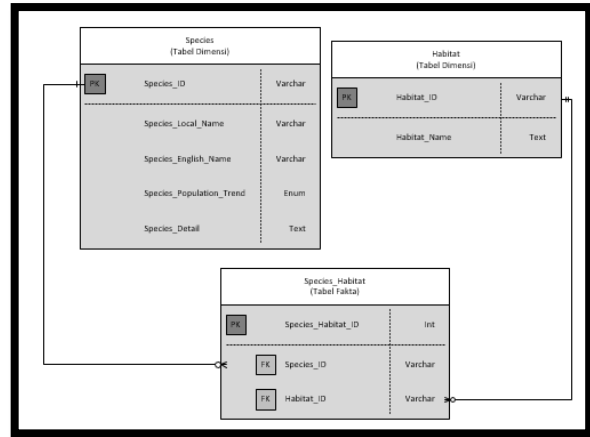 Species
(Tabel Dimensi)
PK Species_ID Varchar
Species_Local_Name Varchar
Species_English_Name Varchar
Species_Population_Trend Enum
Species_Detail Text
Habitat
(Tabel Dimensi)
PK Habitat_ID Varchar
Habitat_Name Text
Species_Habitat
(Tabel Fakta)
PK Species_Habitat_ID Int
FK Species_ID Varchar
FK Habitat_ID Varchar